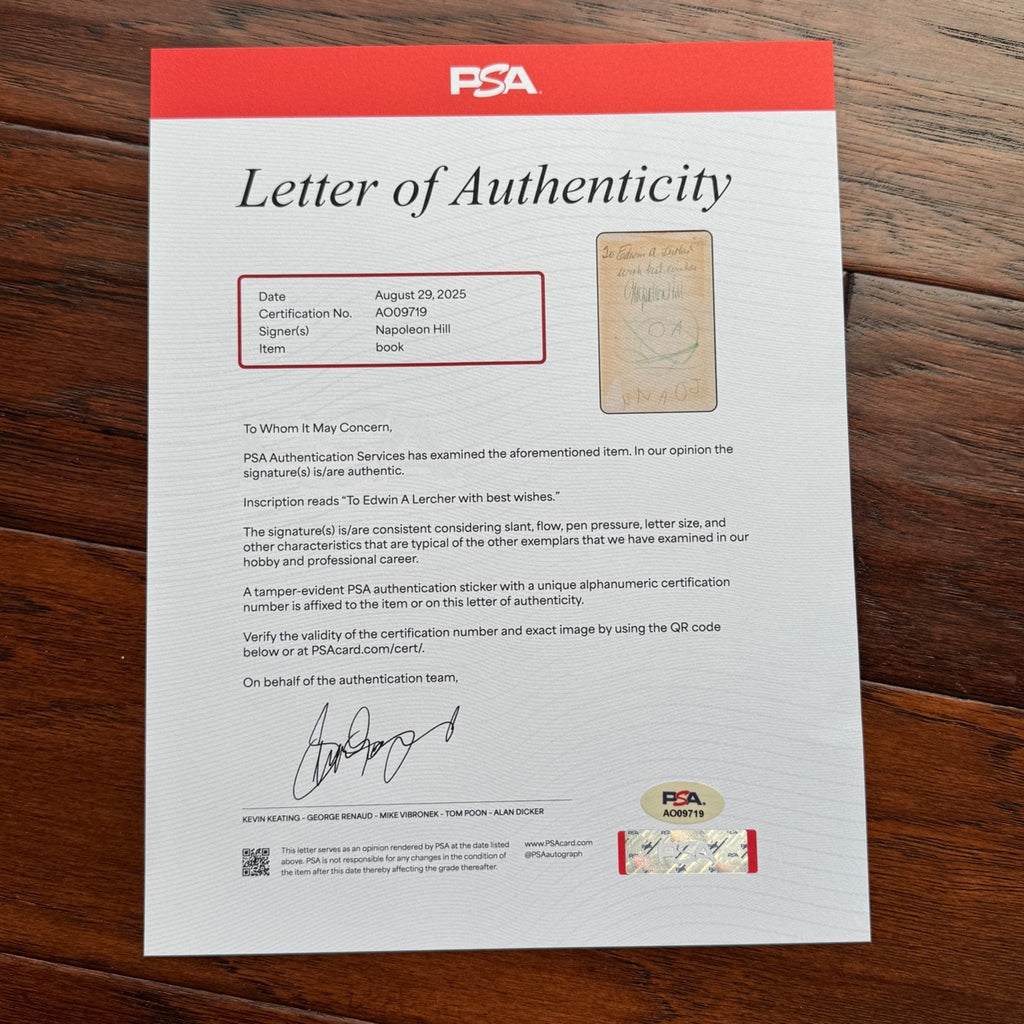 PSA
Letter of Authenticity
To Edwin A. Lercher
with best wishes
Napoleon Hill
O A
Date August 29, 2025
Certification No. AO09719
Signer(s) Napoleon Hill
Item book
To Whom It May Concern,
PSA Authentication Services has examined the aforementioned item. In our opinion the
signature(s) is/are authentic.
Inscription reads “To Edwin A Lercher with best wishes.”
The signature(s) is/are consistent considering slant, flow, pen pressure, letter size, and
other characteristics that are typical of the other exemplars that we have examined in our
hobby and professional career.
A tamper-evident PSA authentication sticker with a unique alphanumeric certification
number is affixed to the item or on this letter of authenticity.
Verify the validity of the certification number and exact image by using the QR code
below or at PSAcard.com/cert/.
On behalf of the authentication team,
KEVIN KEATING - GEORGE RENAUD - MIKE VIBRONEK - TOM POON - ALAN DICKER
This letter serves as an opinion rendered by PSA at the date listed
above. PSA is not responsible for any changes in the condition of
the item after this date thereby affecting the grade thereafter.
www.PSAcard.com
@PSAautograph
PSA.
AO09719